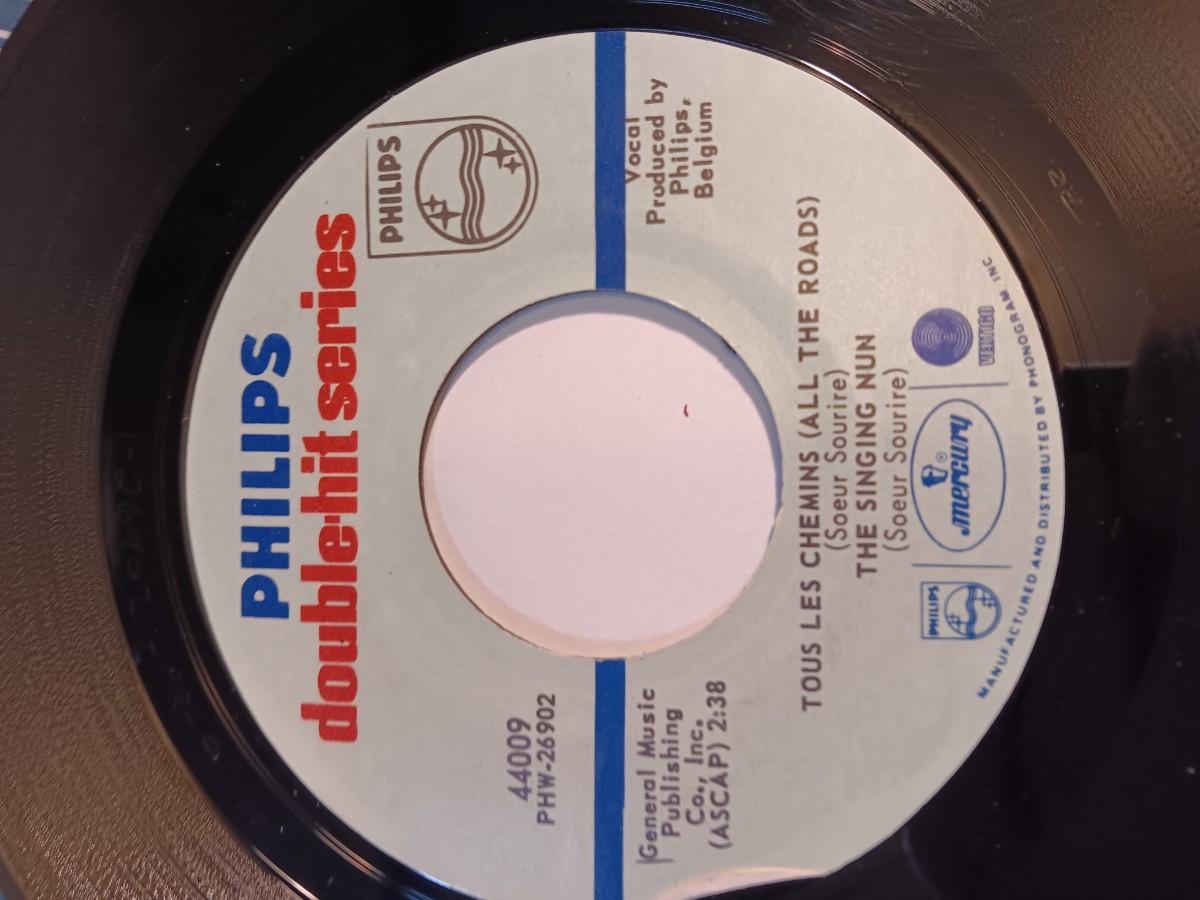 PHILIPS
double-hit series
PHILIPS
44009
PHW-26902
Vocal
Produced by
Philips,
Belgium
General Music
Publishing
Co., Inc.
(ASCAP) 2:38
TOUS LES CHEMINS (ALL THE ROADS)
(Soeur Sourire)
THE SINGING NUN
(Soeur Sourire)
PHILIPS
mercury®
VERTIGO
MANUFACTURED AND DISTRIBUTED BY PHONOGRAM, INC